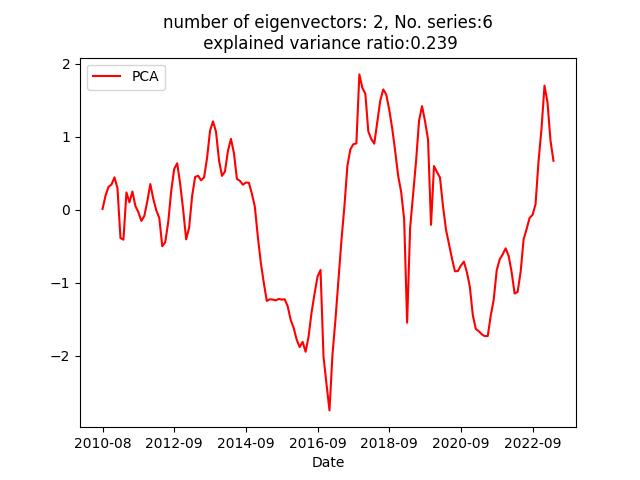 number of eigenvectors: 2, No. series:6
explained variance ratio:0.239
PCA
2
1
0
−1
−2
2010-08 2012-09 2014-09 2016-09 2018-09 2020-09 2022-09
Date